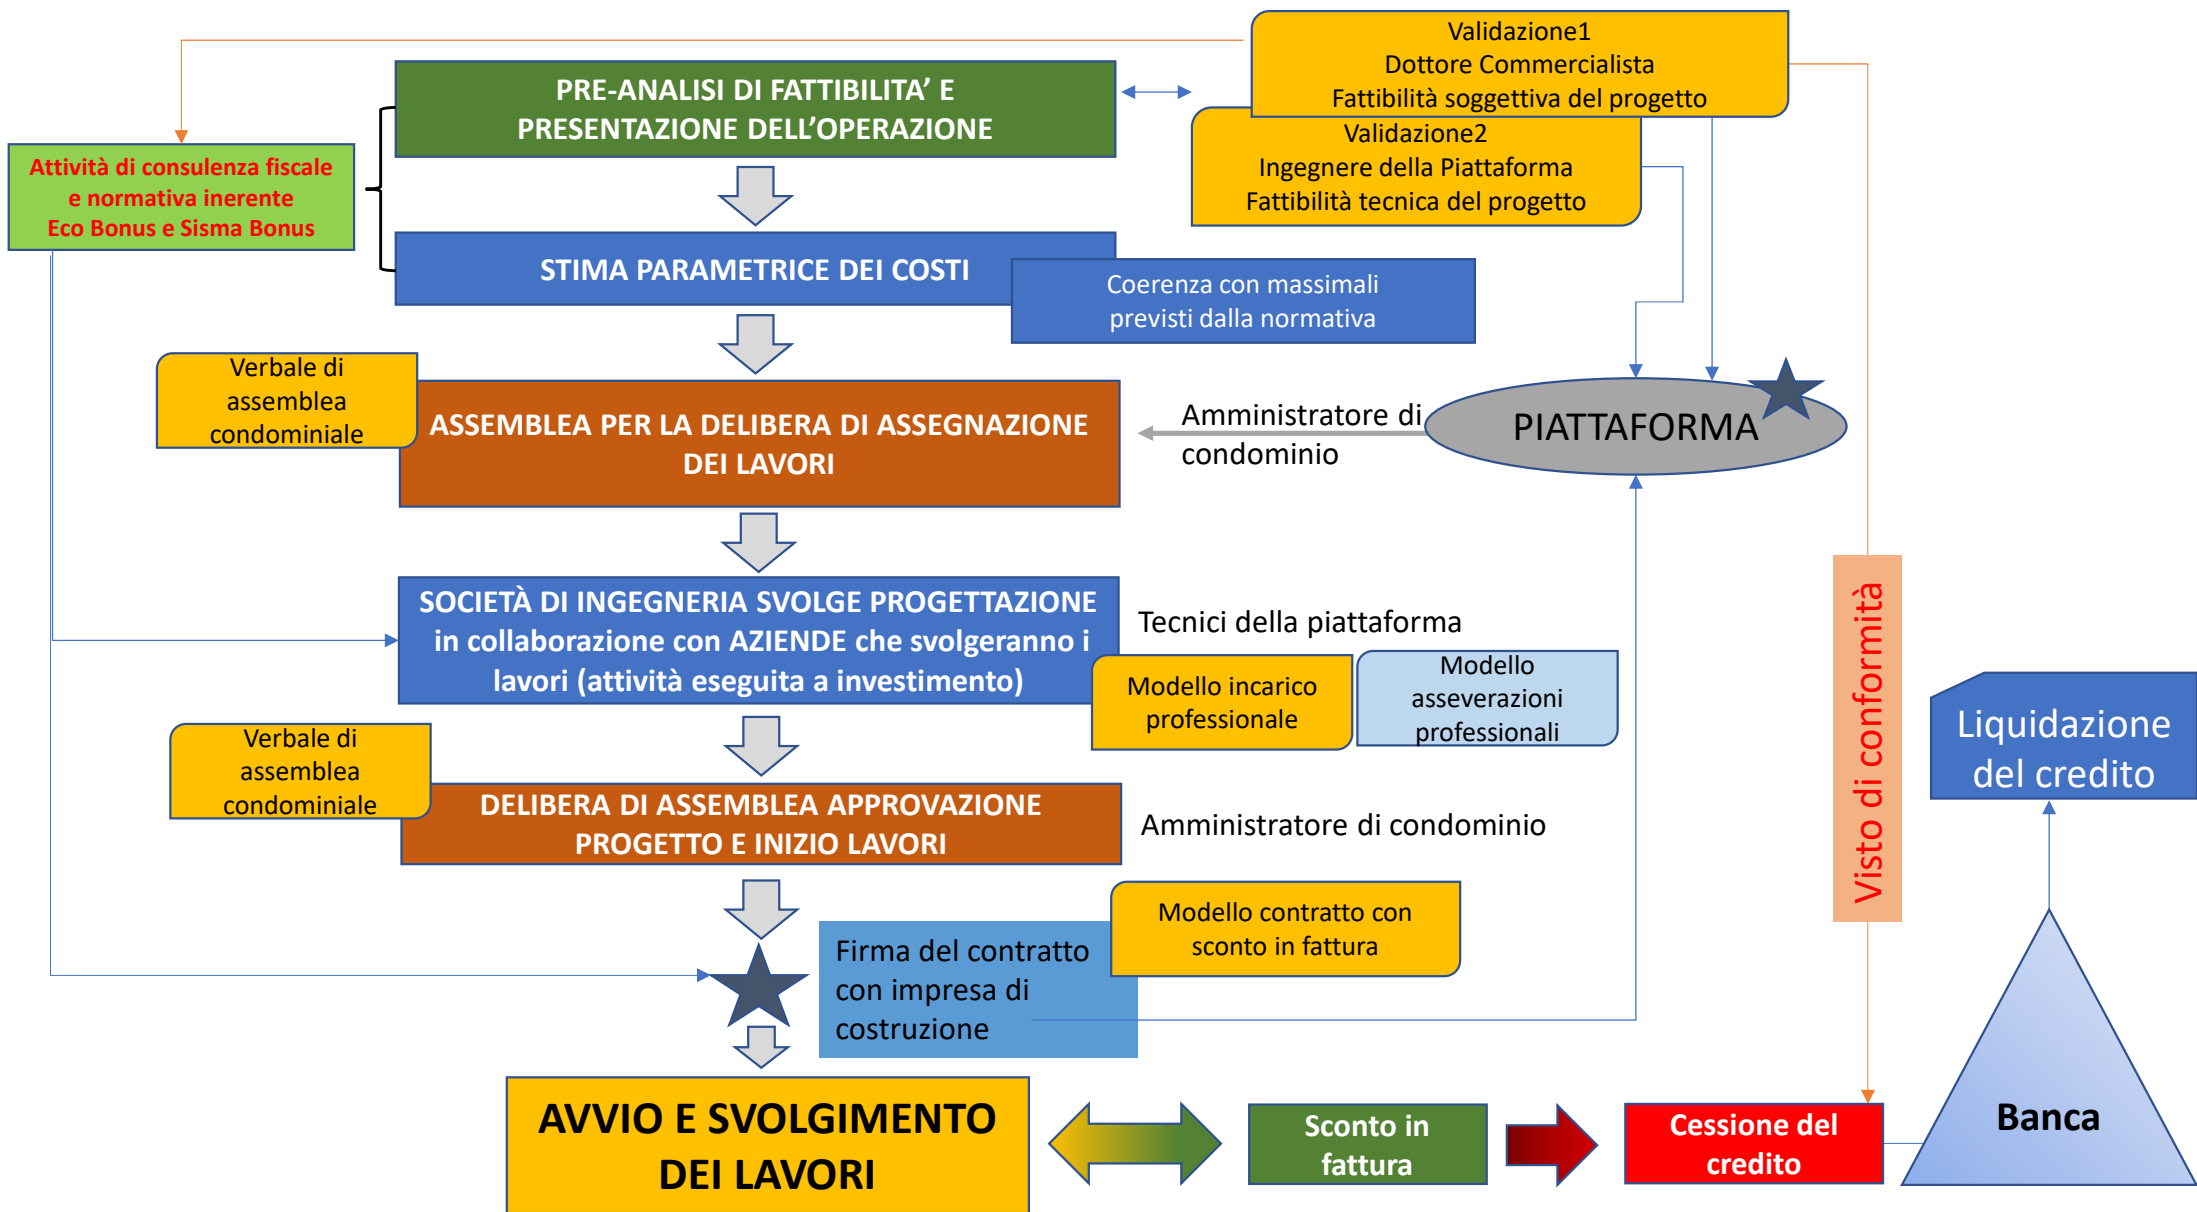 Validazione1
Dottore Commercialista
Fattibilità soggettiva del progetto
PRE-ANALISI DI FATTIBILITA’ E
PRESENTAZIONE DELL’OPERAZIONE
Validazione2
Ingegnere della Piattaforma
Fattibilità tecnica del progetto
Attività di consulenza fiscale
e normativa inerente
Eco Bonus e Sisma Bonus
STIMA PARAMETRICE DEI COSTI
Coerenza con massimali
previsti dalla normativa
Verbale di
assemblea
condominiale
ASSEMBLEA PER LA DELIBERA DI ASSEGNAZIONE
DEI LAVORI
Amministratore di
condominio
PIATTAFORMA
SOCIETÀ DI INGEGNERIA SVOLGE PROGETTAZIONE
in collaborazione con AZIENDE che svolgeranno i
lavori (attività eseguita a investimento)
Tecnici della piattaforma
Modello incarico
professionale
Modello
asseverazioni
professionali
Visto di conformità
Liquidazione
del credito
Verbale di
assemblea
condominiale
DELIBERA DI ASSEMBLEA APPROVAZIONE
PROGETTO E INIZIO LAVORI
Amministratore di condominio
Modello contratto con
sconto in fattura
Firma del contratto
con impresa di
costruzione
AVVIO E SVOLGIMENTO
DEI LAVORI
Sconto in
fattura
Cessione del
credito
Banca